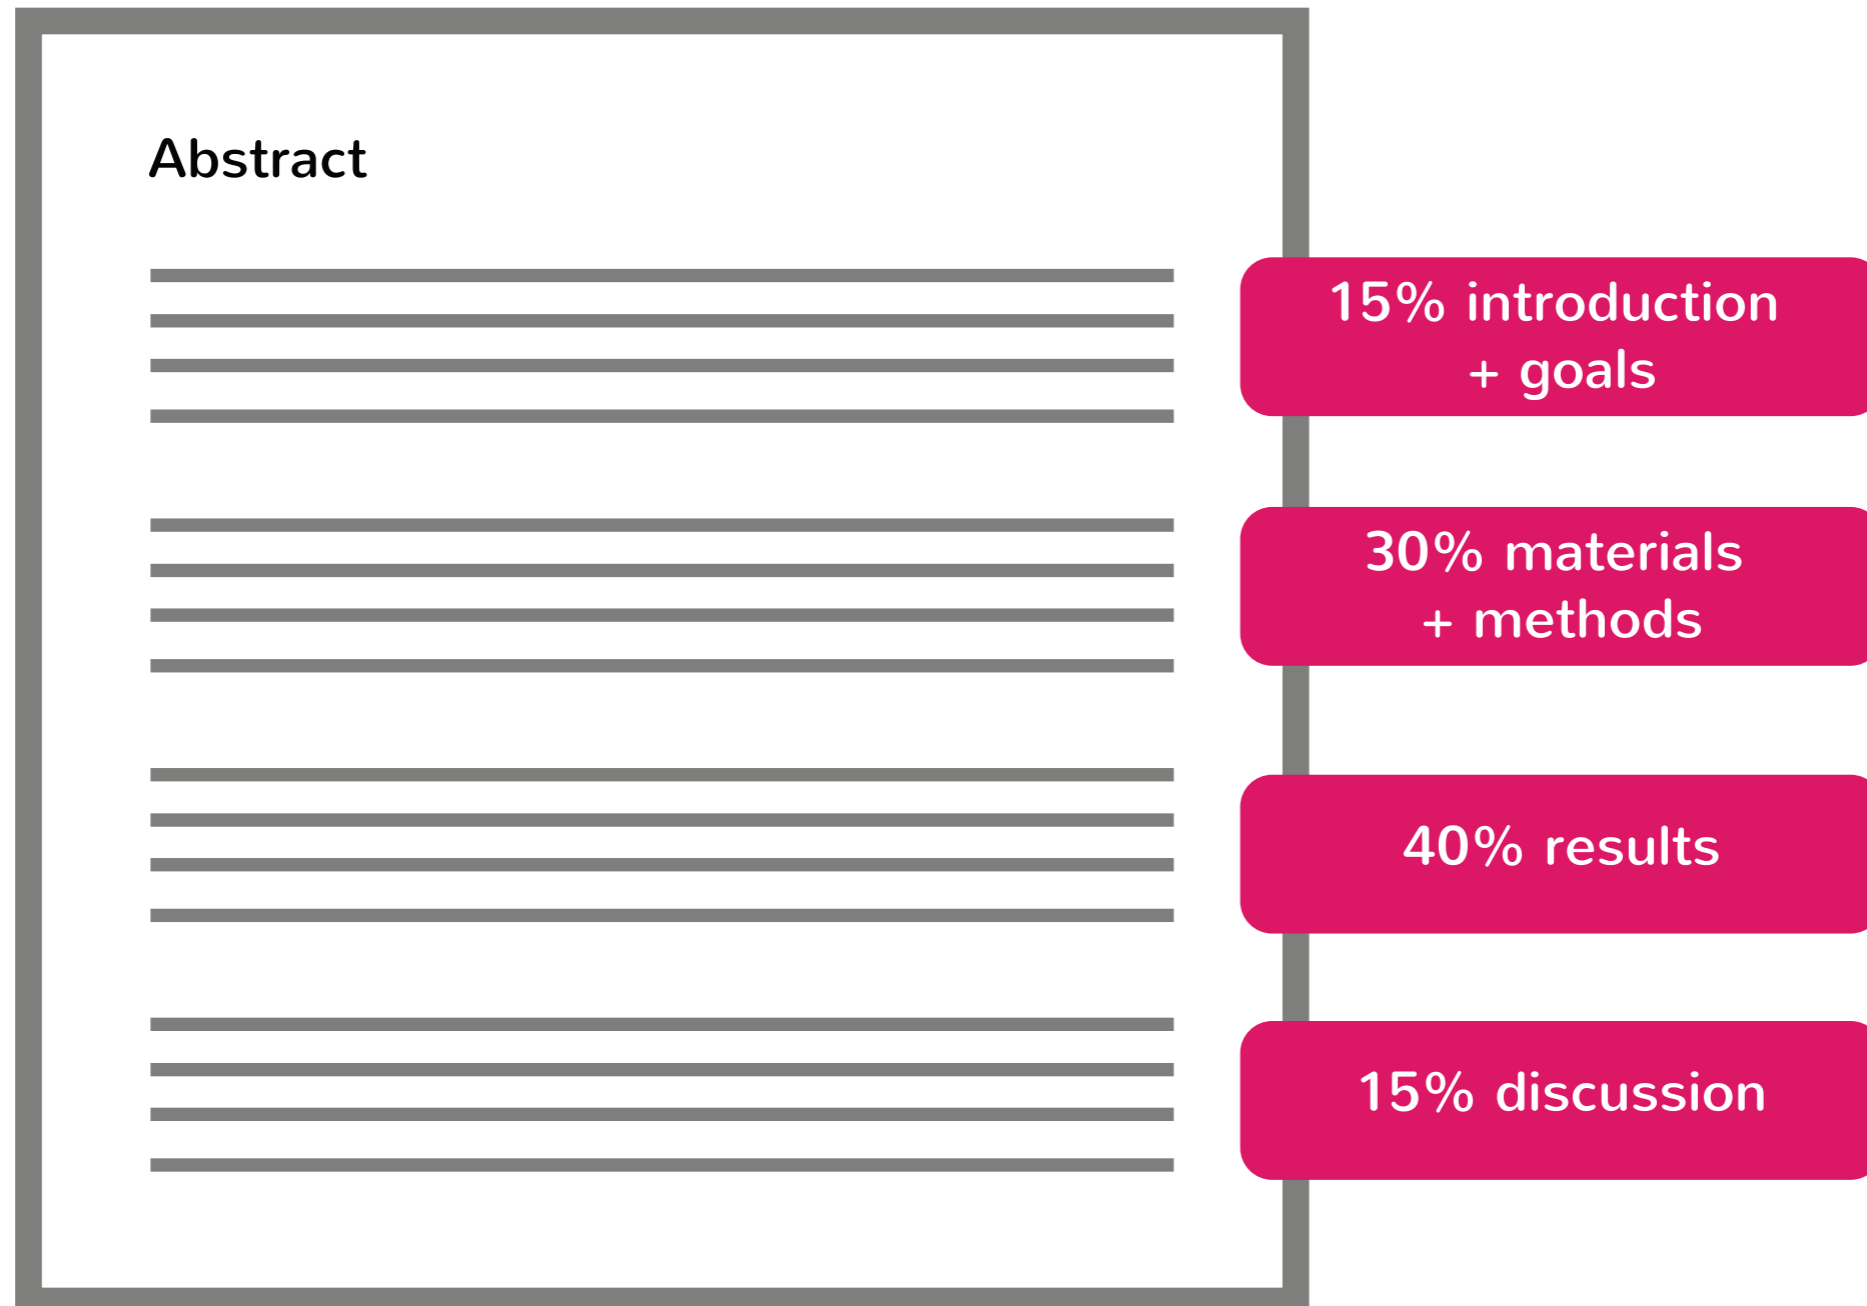 Abstract
15% introduction
+ goals
30% materials
+ methods
40% results
15% discussion